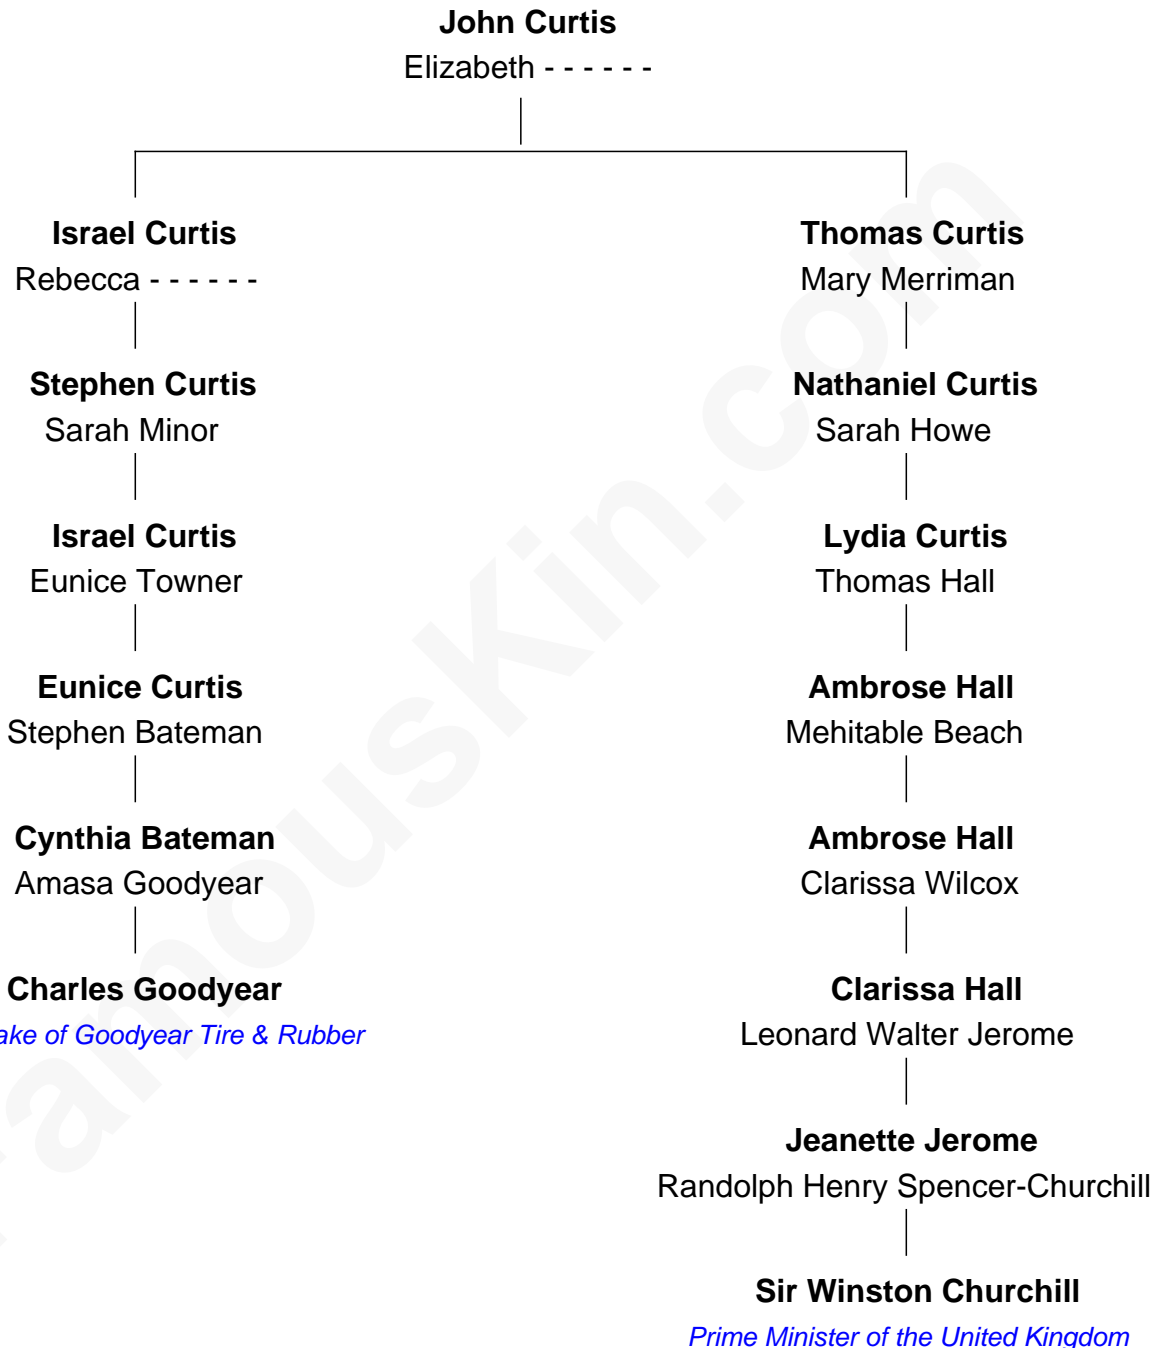 John Curtis
Elizabeth - - - - - -
Israel Curtis
Rebecca - - - - - -
Thomas Curtis
Mary Merriman
Stephen Curtis
Sarah Minor
Nathaniel Curtis
Sarah Howe
Israel Curtis
Eunice Towner
Lydia Curtis
Thomas Hall
Eunice Curtis
Stephen Bateman
Ambrose Hall
Mehitable Beach
Cynthia Bateman
Amasa Goodyear
Ambrose Hall
Clarissa Wilcox
Charles Goodyear
of Goodyear Tire & Rubber
Clarissa Hall
Leonard Walter Jerome
Jeanette Jerome
Randolph Henry Spencer-Churchill
Sir Winston Churchill
Prime Minister of the United Kingdom
FamousKin.com